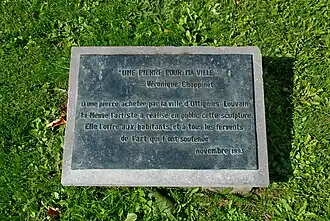 "UNE PIERRE POUR MA VILLE"
Véronique Choppinet
D'une pierre achetée par la ville d'Ottignies-Louvain-
la-Neuve l'artiste a réalisé en public cette sculpture.
Elle l'offre aux habitants et à tous les fervents
de l'art qui l'ont soutenue
novembre 1993